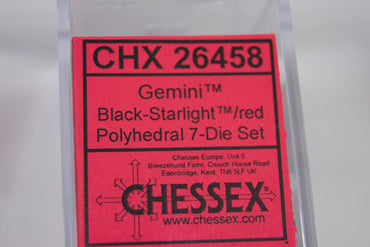 CHX 26458
Gemini™
Black-Starlight™/red
Polyhedral 7-Die Set
Chessex Europe, Unit 5
Breezehurst Farm, Crouch House Road
Edenbridge, Kent, TN8 5LF UK
CHESSEX
www.chessex.com